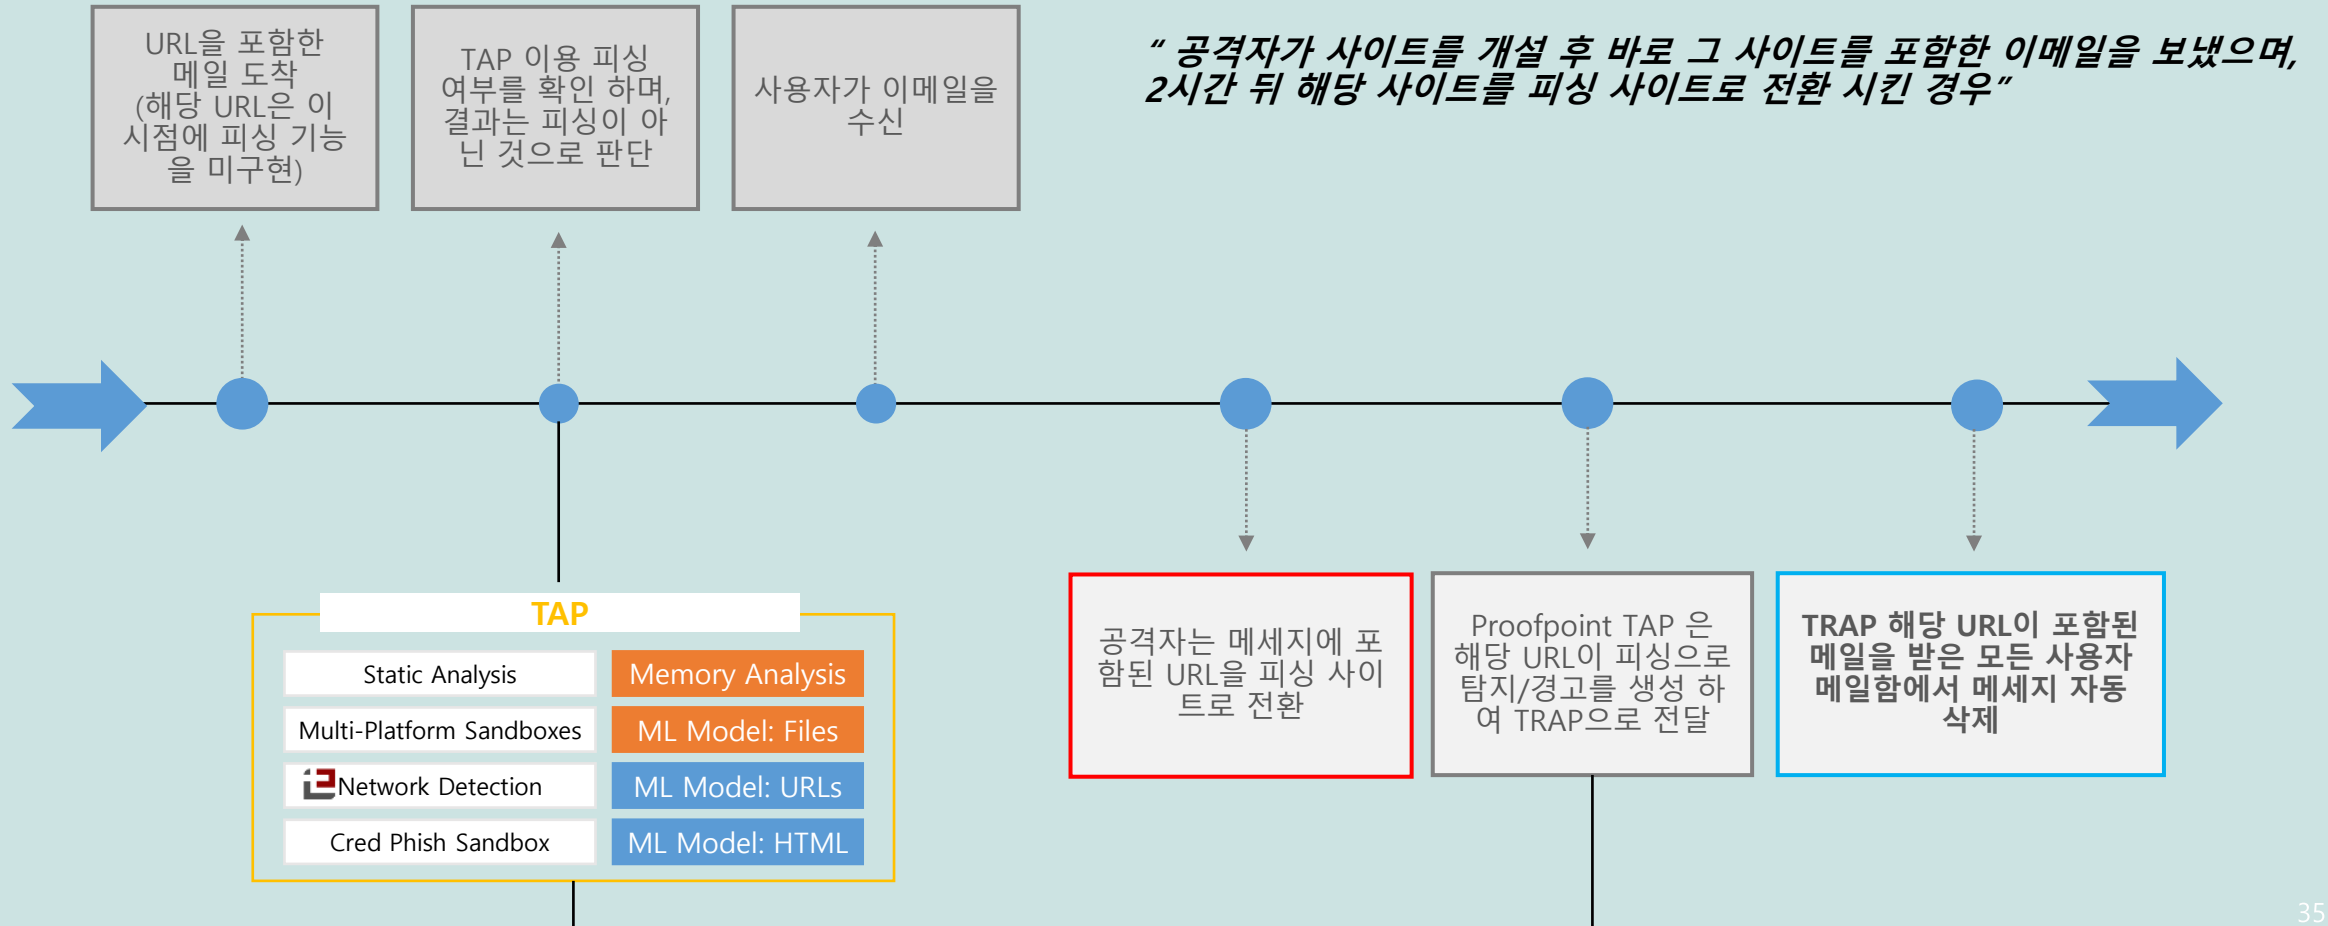 URL을 포함한
메일 도착
(해당 URL은 이
시점에 피싱 기능
을 미구현)
TAP 이용 피싱
여부를 확인 하며,
결과는 피싱이 아
닌 것으로 판단
사용자가 이메일을
수신
“ 공격자가 사이트를 개설 후 바로 그 사이트를 포함한 이메일을 보냈으며,
2시간 뒤 해당 사이트를 피싱 사이트로 전환 시킨 경우”
TAP
Static Analysis
Memory Analysis
Multi-Platform Sandboxes
ML Model: Files
Network Detection
ML Model: URLs
Cred Phish Sandbox
ML Model: HTML
공격자는 메세지에 포
함된 URL을 피싱 사이
트로 전환
Proofpoint TAP 은
해당 URL이 피싱으로
탐지/경고를 생성 하
여 TRAP으로 전달
TRAP 해당 URL이 포함된
메일을 받은 모든 사용자
메일함에서 메세지 자동
삭제
35